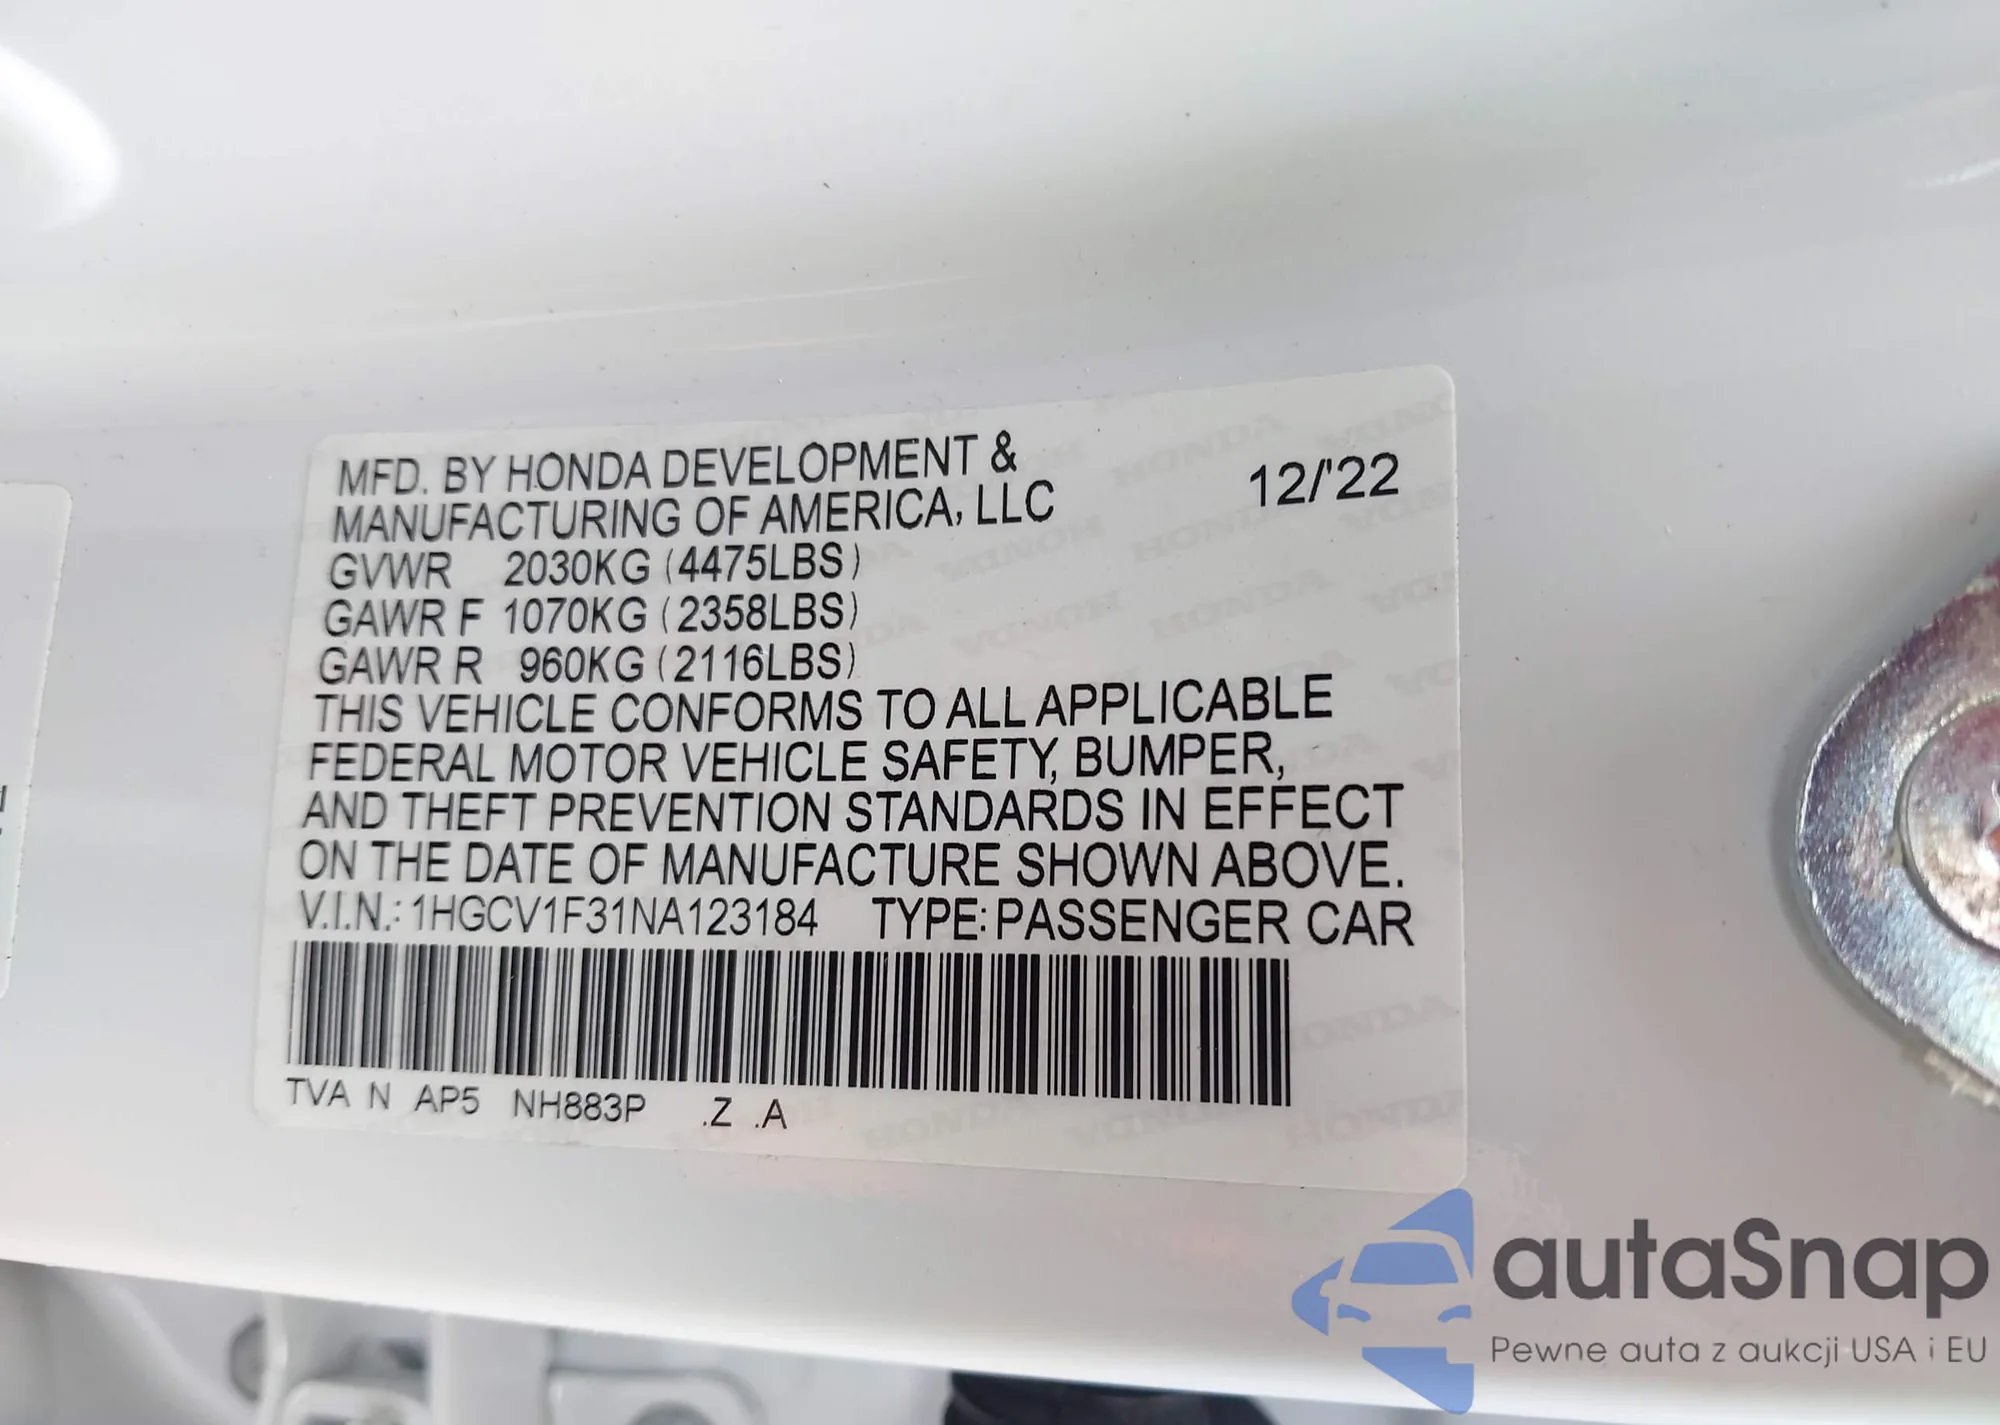 MFD. BY HONDA DEVELOPMENT &
MANUFACTURING OF AMERICA, LLC
12/'22
GVWR 2030KG (4475LBS)
GAWR F 1070KG (2358LBS)
GAWR R 960KG (2116LBS)
THIS VEHICLE CONFORMS TO ALL APPLICABLE
FEDERAL MOTOR VEHICLE SAFETY, BUMPER,
AND THEFT PREVENTION STANDARDS IN EFFECT
ON THE DATE OF MANUFACTURE SHOWN ABOVE.
V.I.N.: 1HGCV1F31NA123184 TYPE: PASSENGER CAR
TVA N AP5 NH883P .Z .A
autaSnap
Pewne auta z aukcji USA i EU